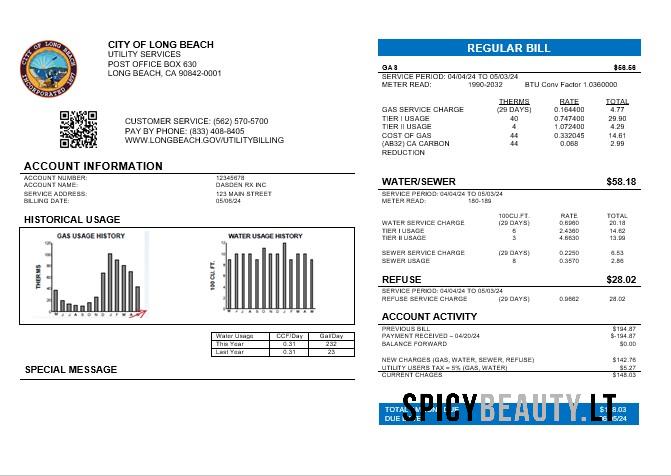 CITY OF LONG BEACH
UTILITY SERVICES
POST OFFICE BOX 630
LONG BEACH, CA 90842-0001
CUSTOMER SERVICE: (562) 570-5700
PAY BY PHONE: (833) 408-8405
WWW.LONGBEACH.GOV/UTILITYBILLING
ACCOUNT INFORMATION
ACCOUNT NUMBER: 12345678
ACCOUNT NAME: DASDEN RX INC
SERVICE ADDRESS: 123 MAIN STREET
BILLING DATE: 05/06/24
HISTORICAL USAGE
GAS USAGE HISTORY
THERMS
WATER USAGE HISTORY
100 CU. FT.
Water Usage CCF/Day Gal/Day
This Year 0.31 232
Last Year 0.31 23
SPECIAL MESSAGE
REGULAR BILL
GAS $56.56
SERVICE PERIOD: 04/04/24 TO 05/03/24
METER READ: 1990-2032 BTU Conv Factor 1.0360000
THERMS RATE TOTAL
GAS SERVICE CHARGE (29 DAYS) 0.164400 4.77
TIER I USAGE 40 0.747400 29.90
TIER II USAGE 4 1.072400 4.29
GAS COMMODITY 44 0.332045 14.61
(AB32) CA CARBON 44 0.068 2.99
REDUCTION
WATER/SEWER $58.18
SERVICE PERIOD: 04/04/24 TO 05/03/24
METER READ: 180-189
100CU.FT. RATE TOTAL
WATER SERVICE CHARGE (29 DAYS) 0.6960 20.18
TIER I USAGE 6 2.4360 14.62
TIER II USAGE 3 4.6630 13.99
SEWER SERVICE CHARGE (29 DAYS) 0.2250 6.53
SEWER USAGE 8 0.3570 2.86
REFUSE $28.02
SERVICE PERIOD: 04/04/24 TO 05/03/24
REFUSE SERVICE CHARGE (29 DAYS) 0.9662 28.02
ACCOUNT ACTIVITY
PREVIOUS BILL $194.87
PAYMENT RECEIVED – 04/20/24 $-194.87
BALANCE FORWARD $0.00
NEW CHARGES (GAS, WATER, SEWER, REFUSE) $142.76
UTILITY USERS TAX = 5% (GAS, WATER) $5.27
CURRENT CHAGES $148.03
SPICYBEAUTY.LT